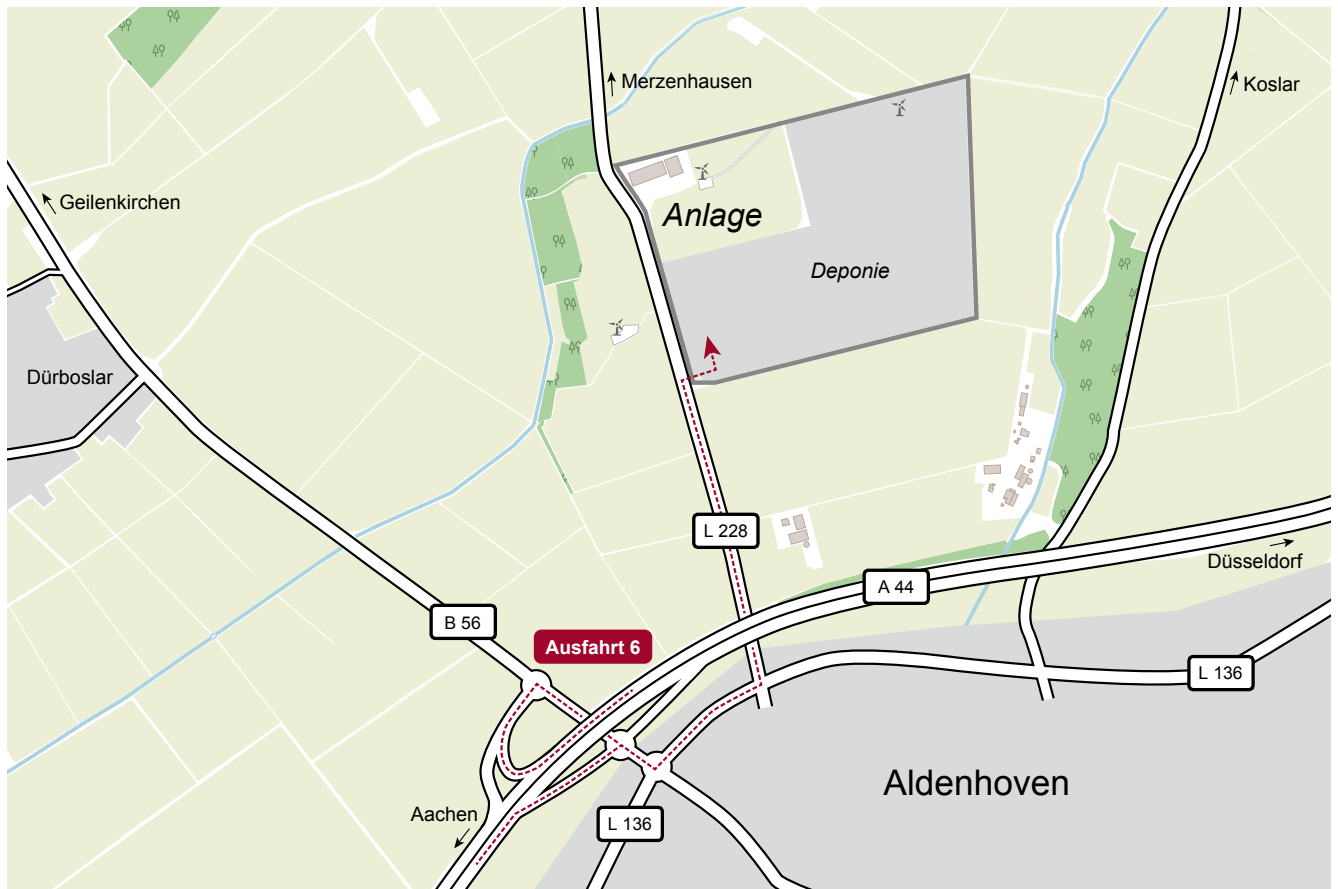 Merzenhausen
Koslar
Geilenkirchen
Anlage
Deponie
Dürboslar
L 228
Düsseldorf
A 44
B 56
Ausfahrt 6
L 136
Aldenhoven
Aachen
L 136